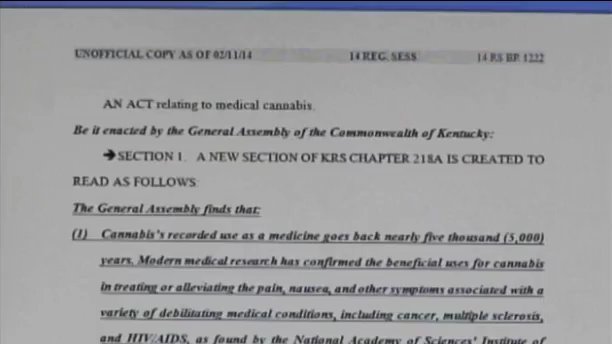 UNOFFICIAL COPY AS OF 02/11/14 14 REG. SESS. 14 RS BR 1222
AN ACT relating to medical cannabis.
Be it enacted by the General Assembly of the Commonwealth of Kentucky:
➔SECTION 1. A NEW SECTION OF KRS CHAPTER 218A IS CREATED TO
READ AS FOLLOWS:
The General Assembly finds that:
(1) Cannabis's recorded use as a medicine goes back nearly five thousand (5,000)
years. Modern medical research has confirmed the beneficial uses for cannabis
in treating or alleviating the pain, nausea, and other symptoms associated with a
variety of debilitating medical conditions, including cancer, multiple sclerosis,
and HIV/AIDS, as found by the National Academy of Sciences' Institute of